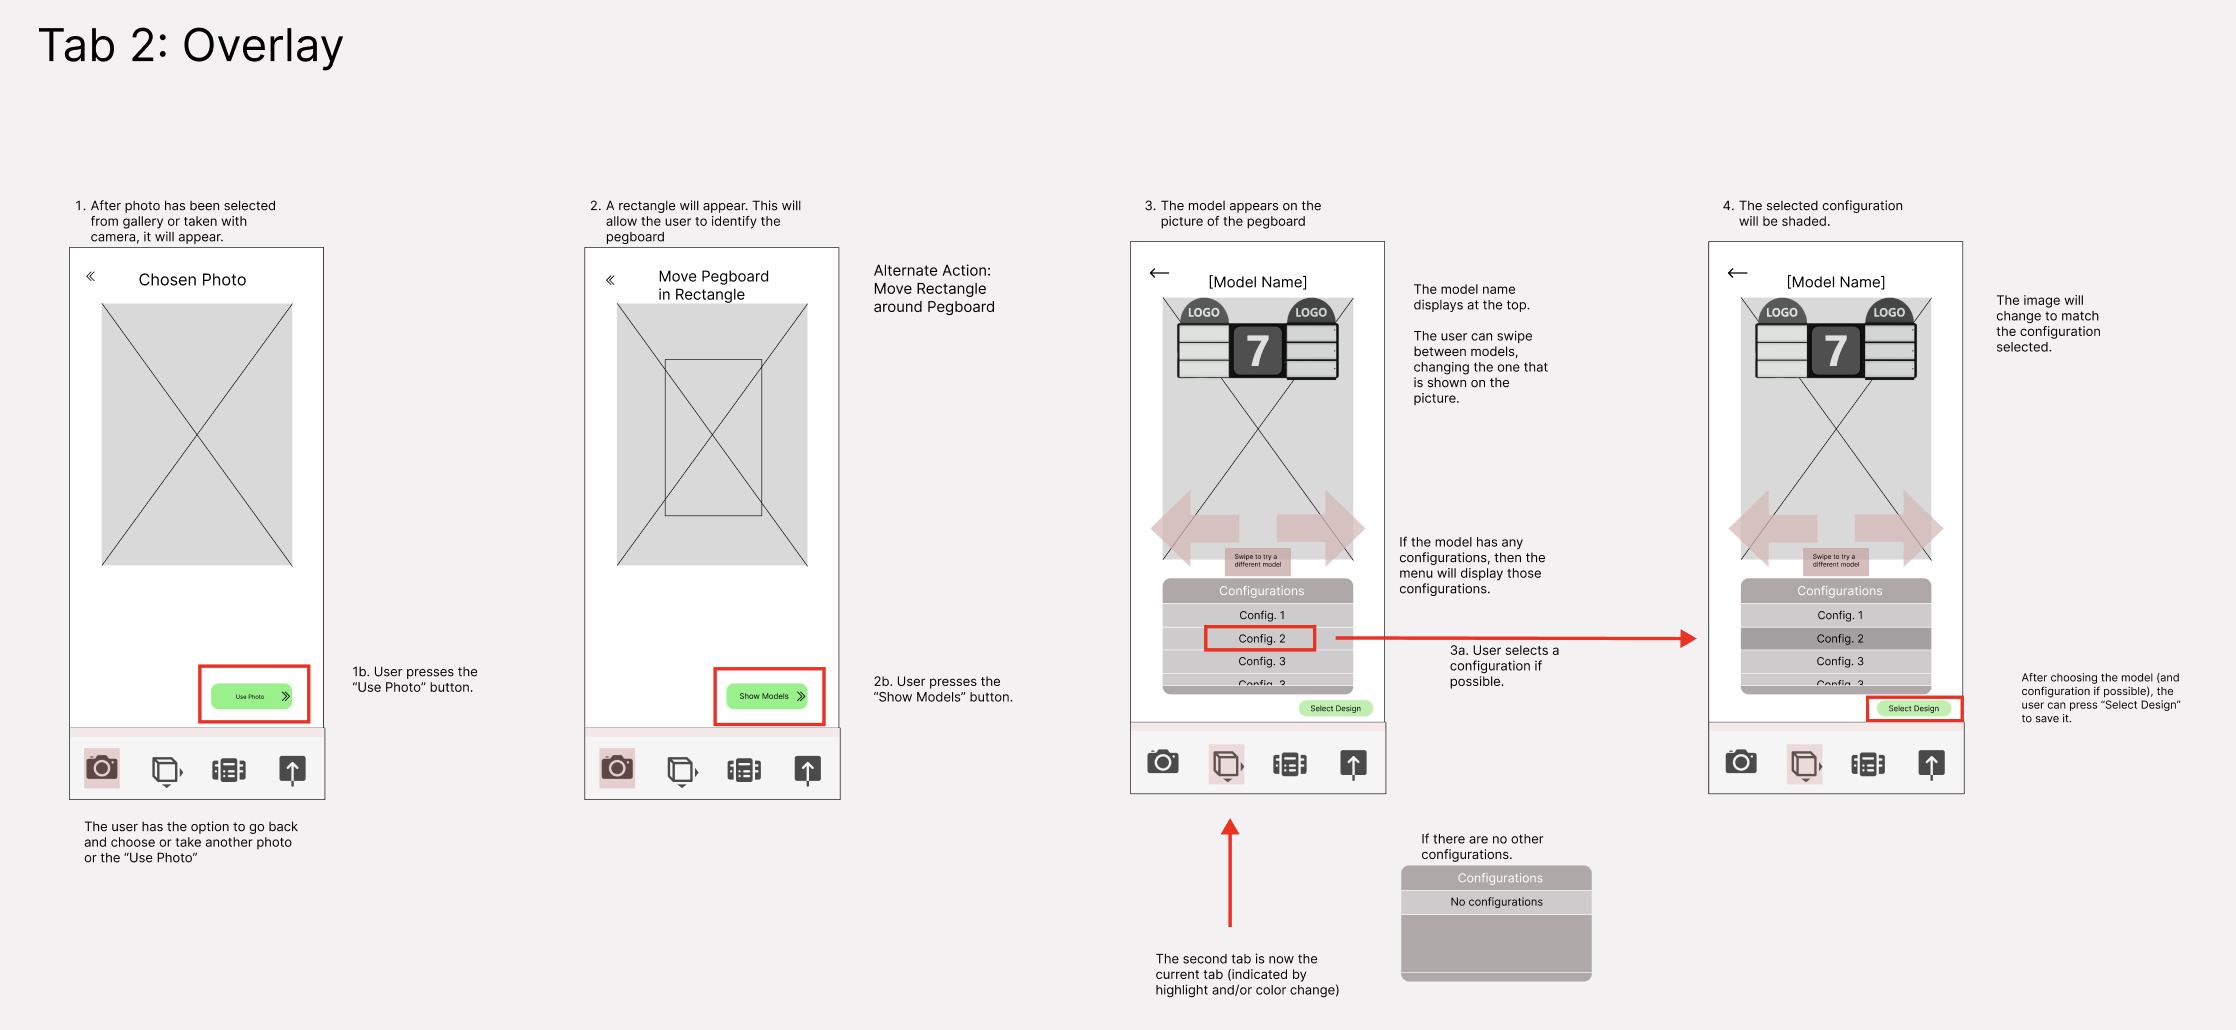 Tab 2: Overlay
1. After photo has been selected
from gallery or taken with
camera, it will appear.
Chosen Photo
Use Photo
1b. User presses the
“Use Photo” button.
The user has the option to go back
and choose or take another photo
or the “Use Photo”
2. A rectangle will appear. This will
allow the user to identify the
pegboard
Move Pegboard
in Rectangle
Show Models
Alternate Action:
Move Rectangle
around Pegboard
2b. User presses the
“Show Models” button.
3. The model appears on the
picture of the pegboard
[Model Name]
LOGO
LOGO
7
Swipe to try a
different model
Configurations
Config. 1
Config. 2
Config. 3
Config. 3
Select Design
The model name
displays at the top.
The user can swipe
between models,
changing the one that
is shown on the
picture.
If the model has any
configurations, then the
menu will display those
configurations.
3a. User selects a
configuration if
possible.
The second tab is now the
current tab (indicated by
highlight and/or color change)
If there are no other
configurations.
Configurations
No configurations
4. The selected configuration
will be shaded.
[Model Name]
LOGO
LOGO
7
Swipe to try a
different model
Configurations
Config. 1
Config. 2
Config. 3
Config. 3
Select Design
The image will
change to match
the configuration
selected.
After choosing the model (and
configuration if possible), the
user can press “Select Design”
to save it.